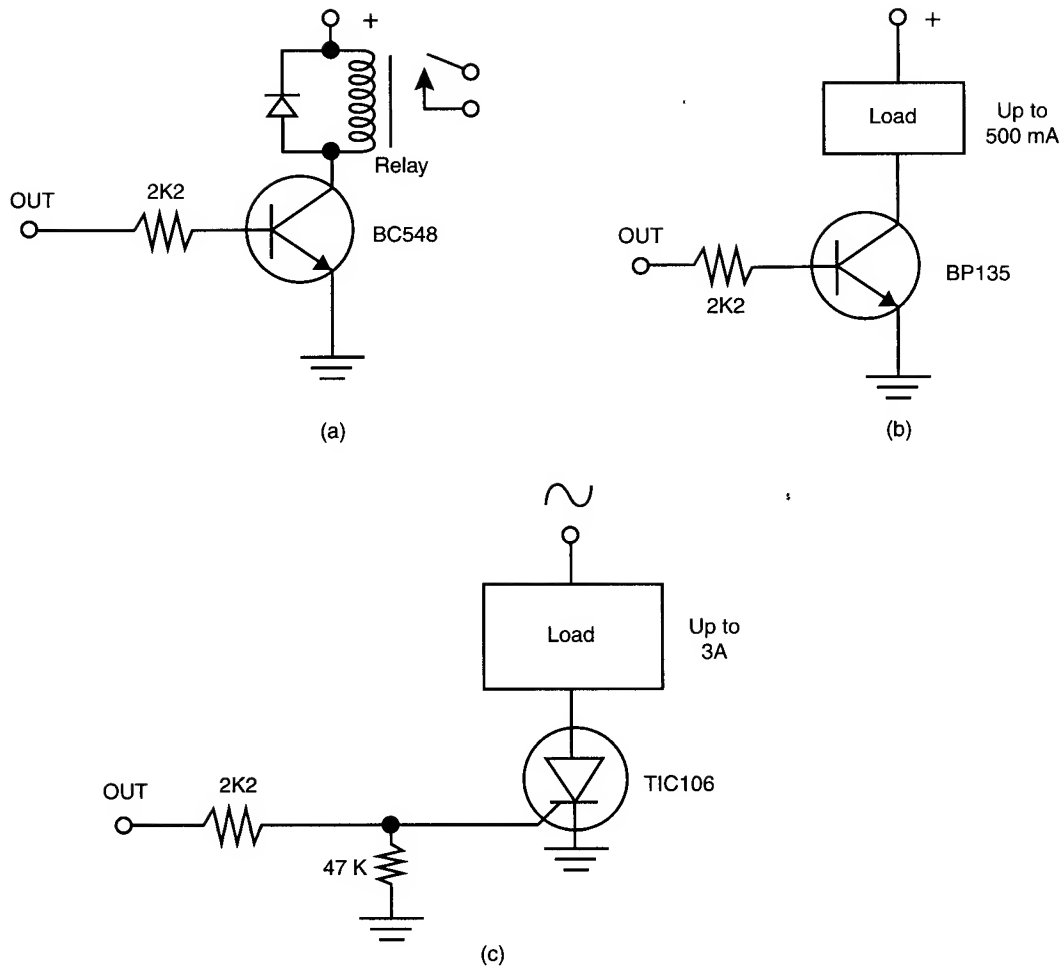 +
Relay
OUT
2K2
BC548
(a)
+
Load
Up to
500 mA
OUT
2K2
BP135
(b)
Load
Up to
3A
TIC106
OUT
2K2
47 K
(c)